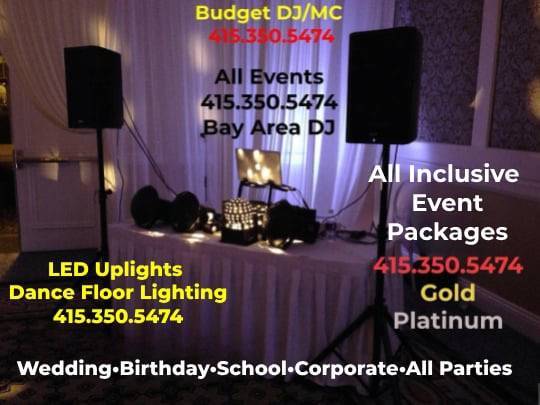 Budget DJ/MC
415.350.5474
All Events
415.350.5474
Bay Area DJ
All Inclusive
Event
Packages
415.350.5474
Gold
Platinum
LED Uplights
Dance Floor Lighting
415.350.5474
Wedding•Birthday•School•Corporate•All Parties